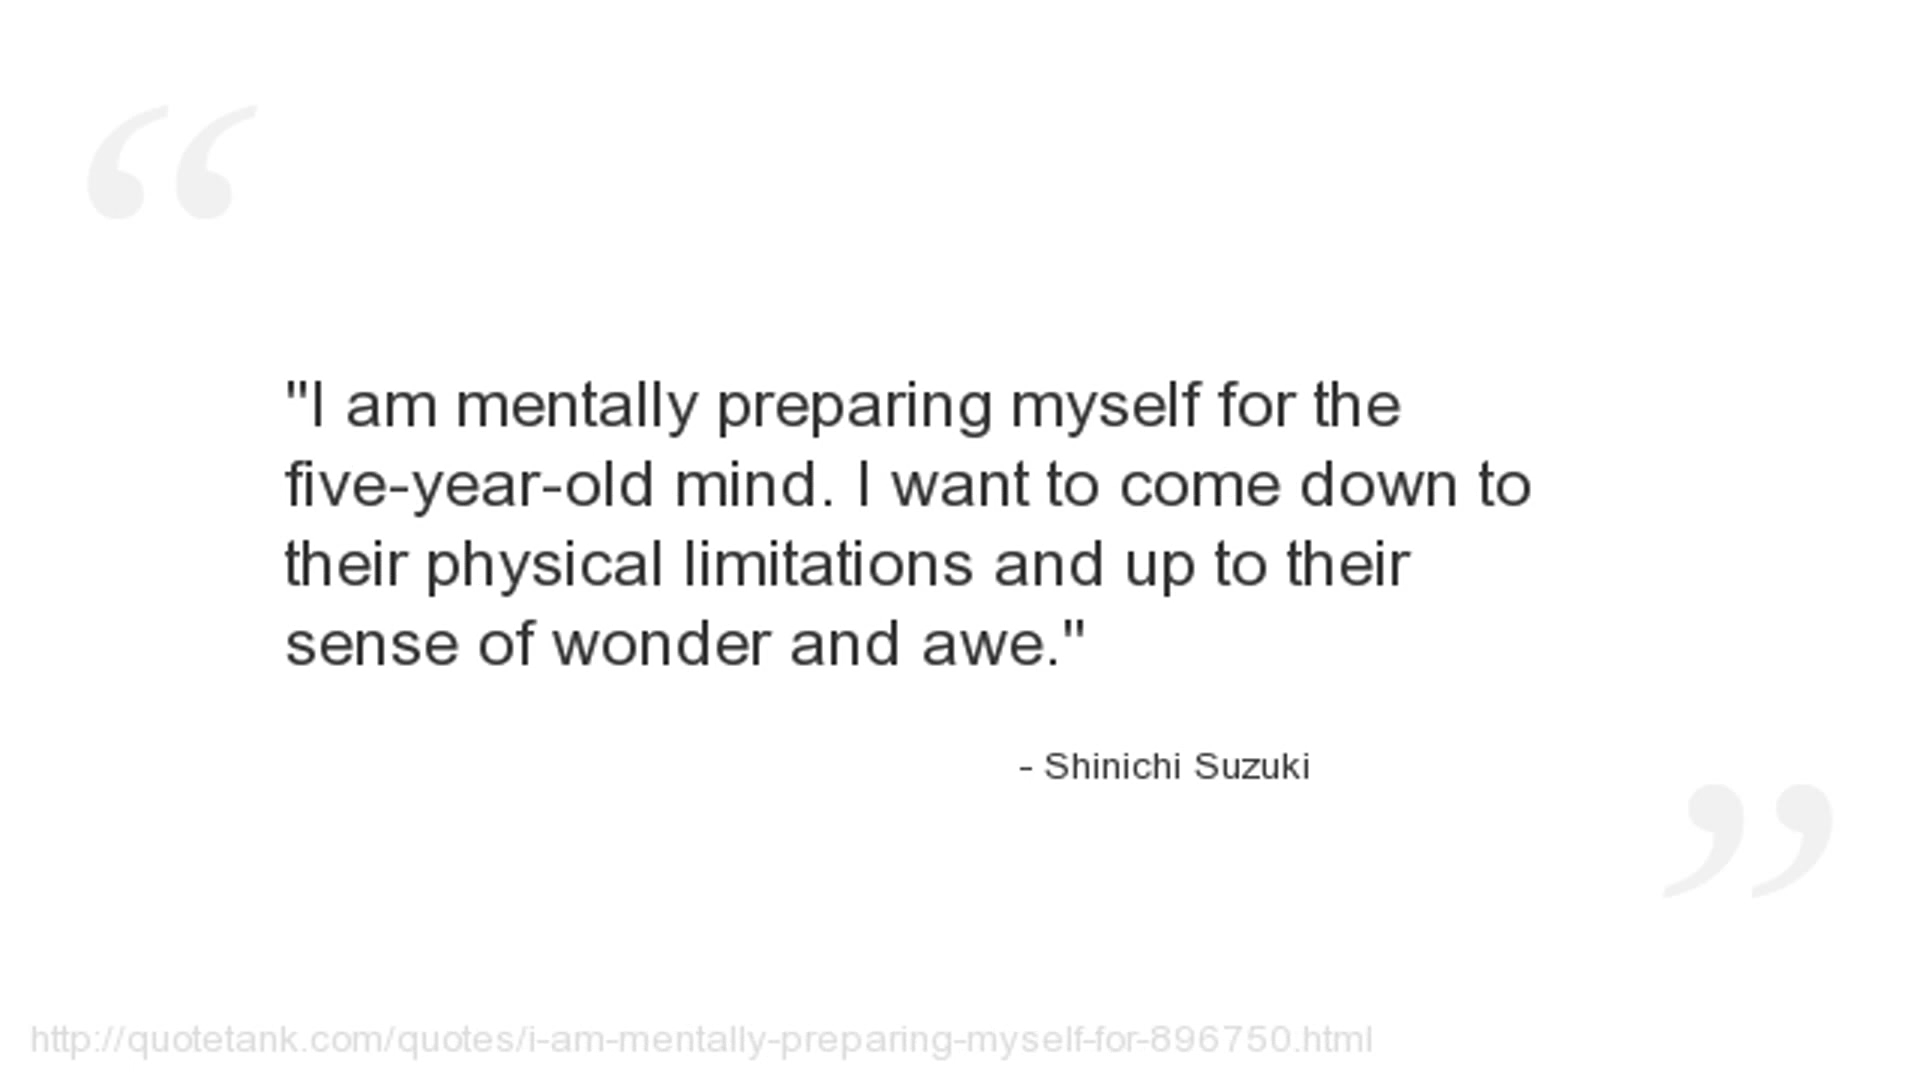 "I am mentally preparing myself for the
five-year-old mind. I want to come down to
their physical limitations and up to their
sense of wonder and awe."
- Shinichi Suzuki
http://quotetank.com/quotes/i-am-mentally-preparing-myself-for-896750.html